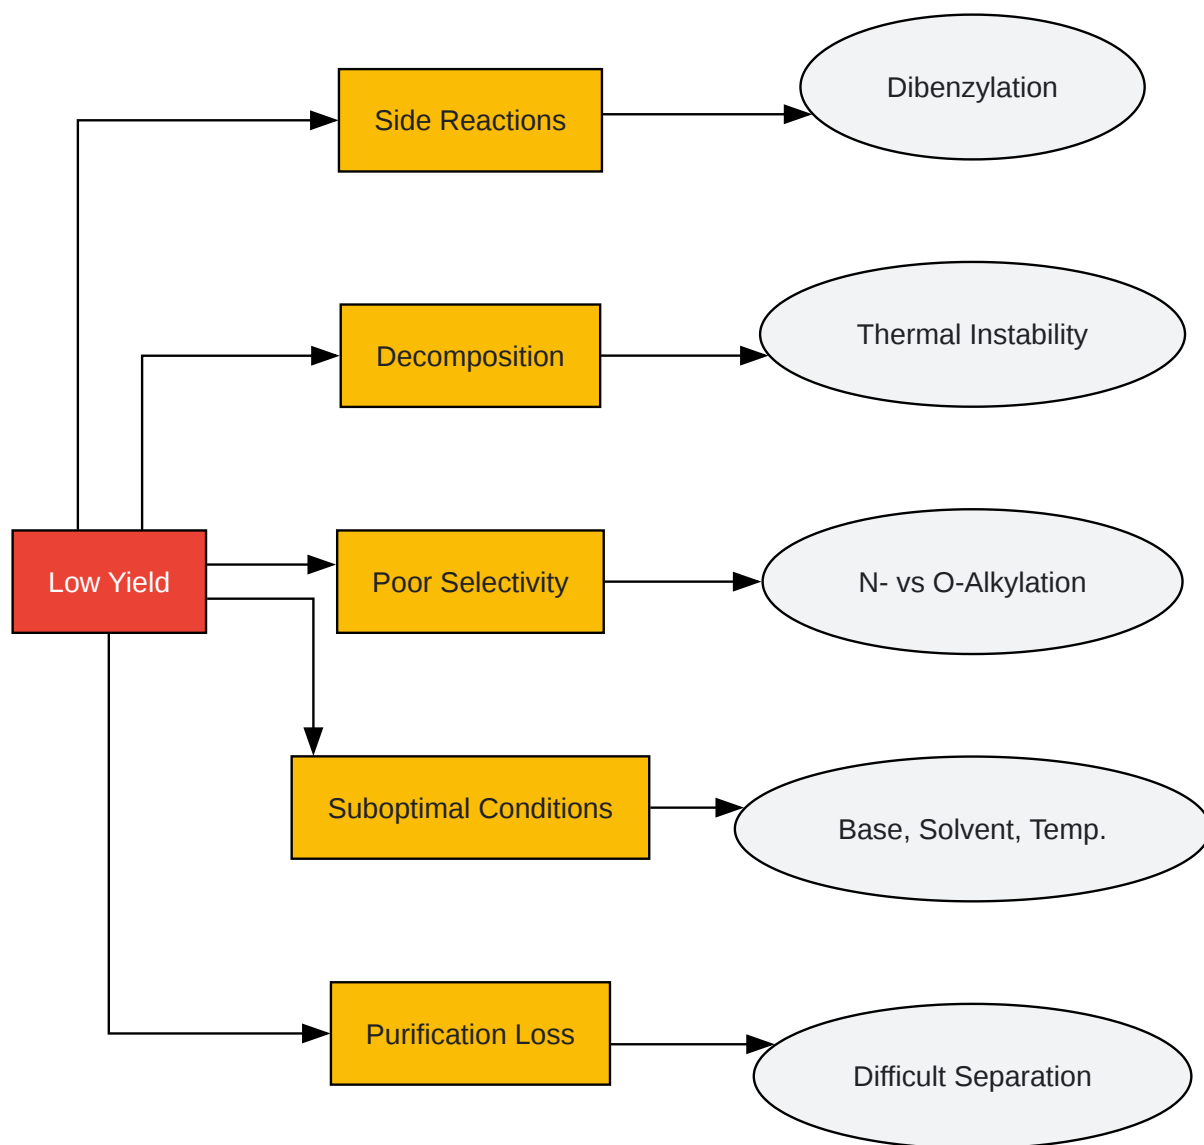 Dibenzylation
Side Reactions
Thermal Instability
Decomposition
Low Yield
Poor Selectivity
N- vs O-Alkylation
Suboptimal Conditions
Base, Solvent, Temp.
Purification Loss
Difficult Separation